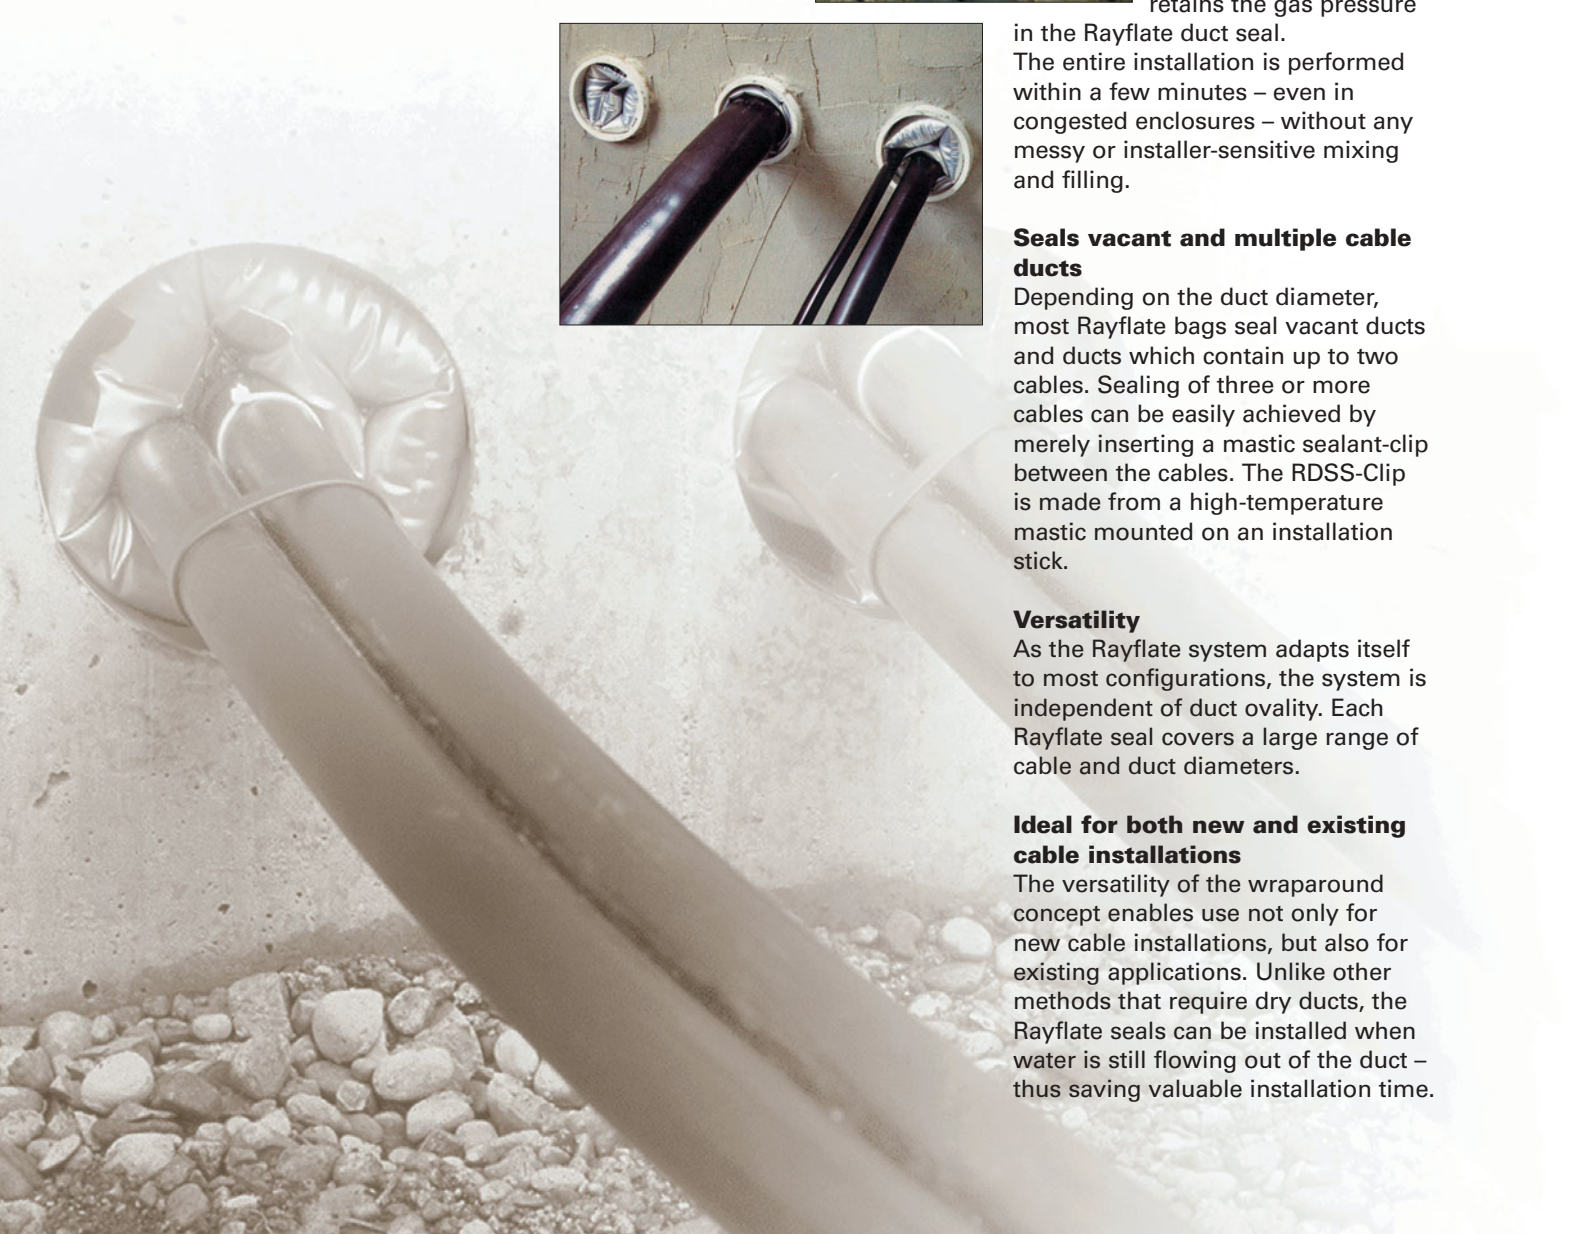 retains the gas pressure
in the Rayflate duct seal.
The entire installation is performed
within a few minutes – even in
congested enclosures – without any
messy or installer-sensitive mixing
and filling.
Seals vacant and multiple cable
ducts
Depending on the duct diameter,
most Rayflate bags seal vacant ducts
and ducts which contain up to two
cables. Sealing of three or more
cables can be easily achieved by
merely inserting a mastic sealant-clip
between the cables. The RDSS-Clip
is made from a high-temperature
mastic mounted on an installation
stick.
Versatility
As the Rayflate system adapts itself
to most configurations, the system is
independent of duct ovality. Each
Rayflate seal covers a large range of
cable and duct diameters.
Ideal for both new and existing
cable installations
The versatility of the wraparound
concept enables use not only for
new cable installations, but also for
existing applications. Unlike other
methods that require dry ducts, the
Rayflate seals can be installed when
water is still flowing out of the duct –
thus saving valuable installation time.